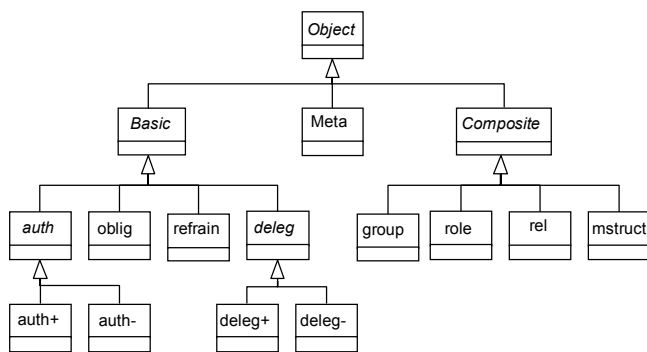 Object
Basic
Meta
Composite
auth
oblig
refrain
deleg
group
role
rel
mstruct
auth+
auth-
deleg+
deleg-